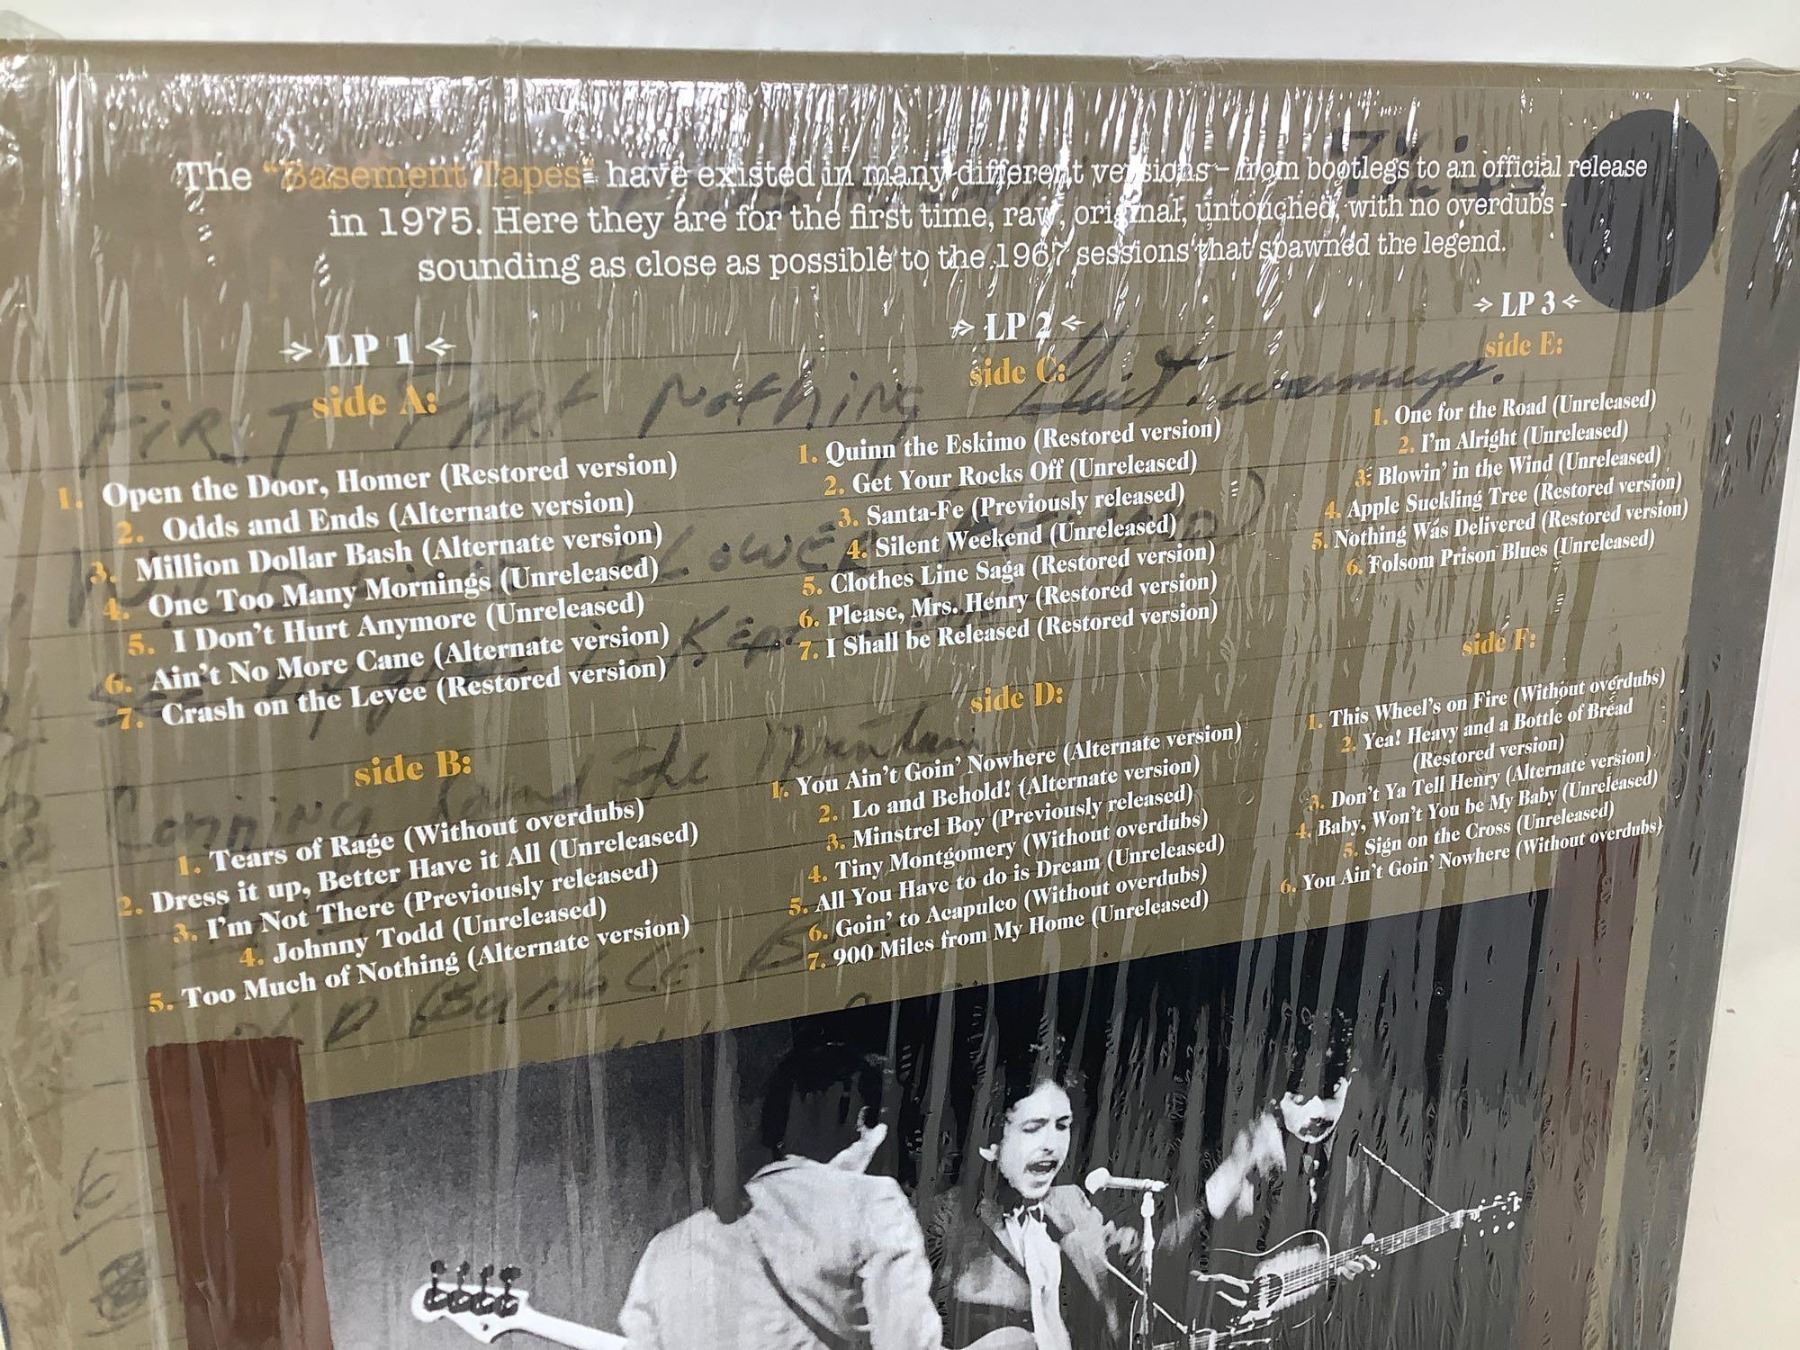 The "Basement Tapes" have existed in many different versions - from bootlegs to an official release
in 1975. Here they are for the first time, raw, original, untouched, with no overdubs -
sounding as close as possible to the 1967 sessions that spawned the legend.
LP 1
side A:
1. Open the Door, Homer (Restored version)
2. Odds and Ends (Alternate version)
3. Million Dollar Bash (Alternate version)
4. One Too Many Mornings (Unreleased)
5. I Don't Hurt Anymore (Unreleased)
6. Ain't No More Cane (Alternate version)
7. Crash on the Levee (Restored version)
side B:
1. Tears of Rage (Without overdubs)
2. Dress it up, Better Have it All (Unreleased)
3. I'm Not There (Previously released)
4. Johnny Todd (Unreleased)
5. Too Much of Nothing (Alternate version)
LP 2
side C:
1. Quinn the Eskimo (Restored version)
2. Get Your Rocks Off (Unreleased)
3. Santa-Fe (Previously released)
4. Silent Weekend (Unreleased)
5. Clothes Line Saga (Restored version)
6. Please, Mrs. Henry (Restored version)
7. I Shall be Released (Restored version)
side D:
1. You Ain't Goin' Nowhere (Alternate version)
2. Lo and Behold! (Alternate version)
3. Minstrel Boy (Previously released)
4. Tiny Montgomery (Without overdubs)
5. All You Have to do is Dream (Unreleased)
6. Goin' to Acapulco (Without overdubs)
7. 900 Miles from My Home (Unreleased)
LP 3
side E:
1. One for the Road (Unreleased)
2. I'm Alright (Unreleased)
3. Blowin' in the Wind (Unreleased)
4. Apple Suckling Tree (Restored version)
5. Nothing Was Delivered (Restored version)
6. Folsom Prison Blues (Unreleased)
side F:
1. This Wheel's on Fire (Without overdubs)
2. Yea! Heavy and a Bottle of Bread
(Restored version)
3. Don't Ya Tell Henry (Alternate version)
4. Baby, Won't You be My Baby (Unreleased)
5. Sign on the Cross (Unreleased)
6. You Ain't Goin' Nowhere (Without overdubs)
FIRST Part Nothing warmup.
LOWER
See
Comming Round the Mountain